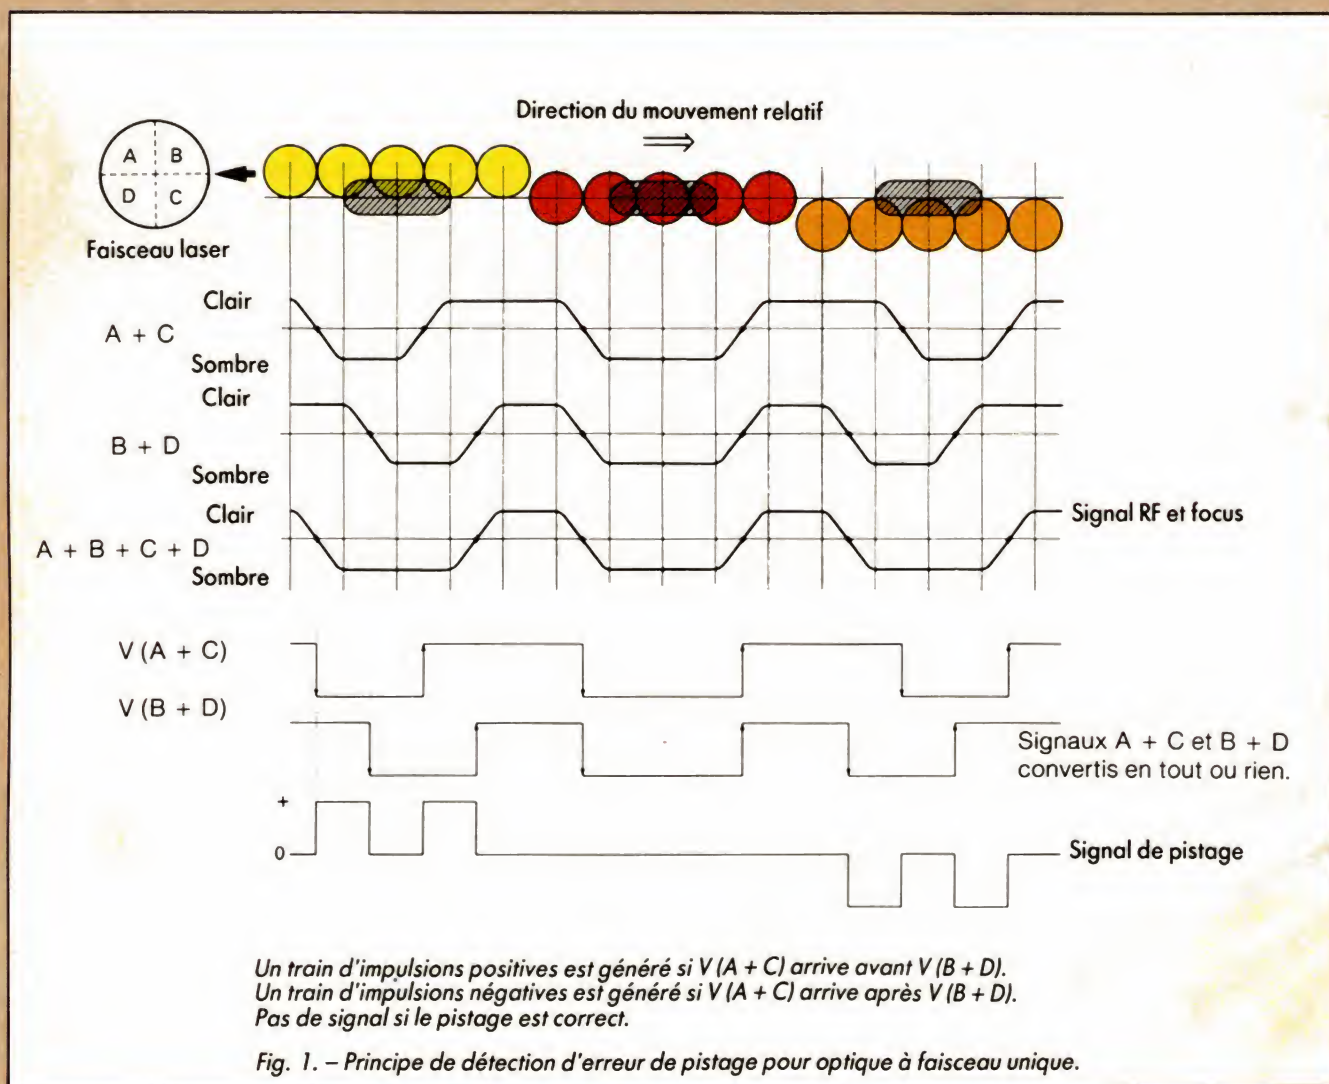 Direction du mouvement relatif
A B
D C
Faisceau laser
Clair
A + C
Sombre
Clair
B + D
Sombre
Clair
Signal RF et focus
A + B + C + D
Sombre
V (A + C)
V (B + D)
Signaux A + C et B + D
convertis en tout ou rien.
+
0
Signal de pistage
Un train d'impulsions positives est généré si V (A + C) arrive avant V (B + D).
Un train d'impulsions négatives est généré si V (A + C) arrive après V (B + D).
Pas de signal si le pistage est correct.
Fig. 1. – Principe de détection d'erreur de pistage pour optique à faisceau unique.